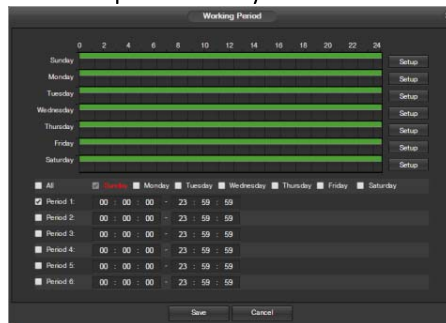 Working Period
0 2 4 6 8 10 12 14 16 18 20 22 24
Sunday Setup
Monday Setup
Tuesday Setup
Wednesday Setup
Thursday Setup
Friday Setup
Saturday Setup
All Sunday Monday Tuesday Wednesday Thursday Friday Saturday
Period 1: 00 : 00 : 00 - 23 : 59 : 59
Period 2: 00 : 00 : 00 - 23 : 59 : 59
Period 3: 00 : 00 : 00 - 23 : 59 : 59
Period 4: 00 : 00 : 00 - 23 : 59 : 59
Period 5: 00 : 00 : 00 - 23 : 59 : 59
Period 6: 00 : 00 : 00 - 23 : 59 : 59
Save Cancel